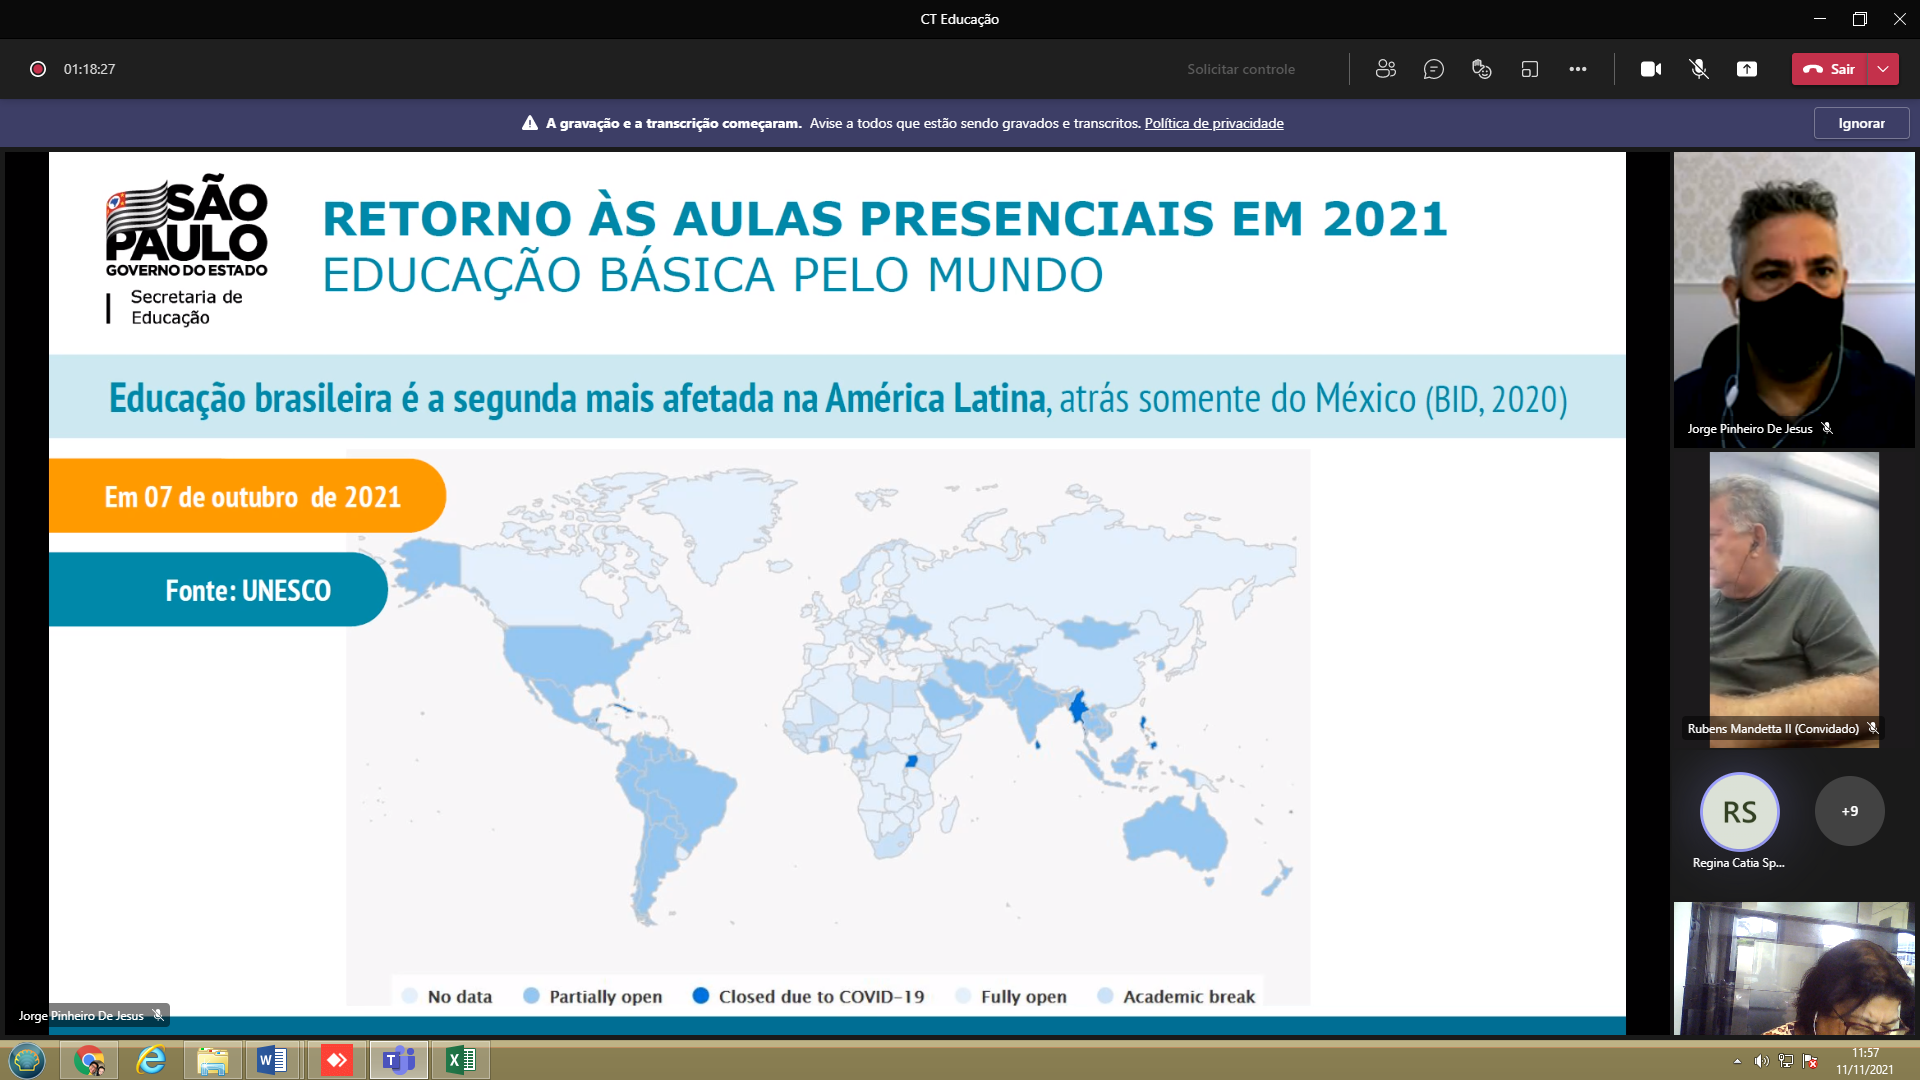 CT Educação
01:18:27
Solicitar controle
Sair
A gravação e a transcrição começaram. Avise a todos que estão sendo gravados e transcritos. Política de privacidade
Ignorar
SÃO
PAULO
GOVERNO DO ESTADO
Secretaria de
Educação
RETORNO ÀS AULAS PRESENCIAIS EM 2021
EDUCAÇÃO BÁSICA PELO MUNDO
Educação brasileira é a segunda mais afetada na América Latina, atrás somente do México (BID, 2020)
Em 07 de outubro de 2021
Fonte: UNESCO
No data
Partially open
Closed due to COVID-19
Fully open
Academic break
Jorge Pinheiro De Jesus
Jorge Pinheiro De Jesus
Rubens Mandetta II (Convidado)
RS
+9
Regina Catia Sp...
11:57
11/11/2021